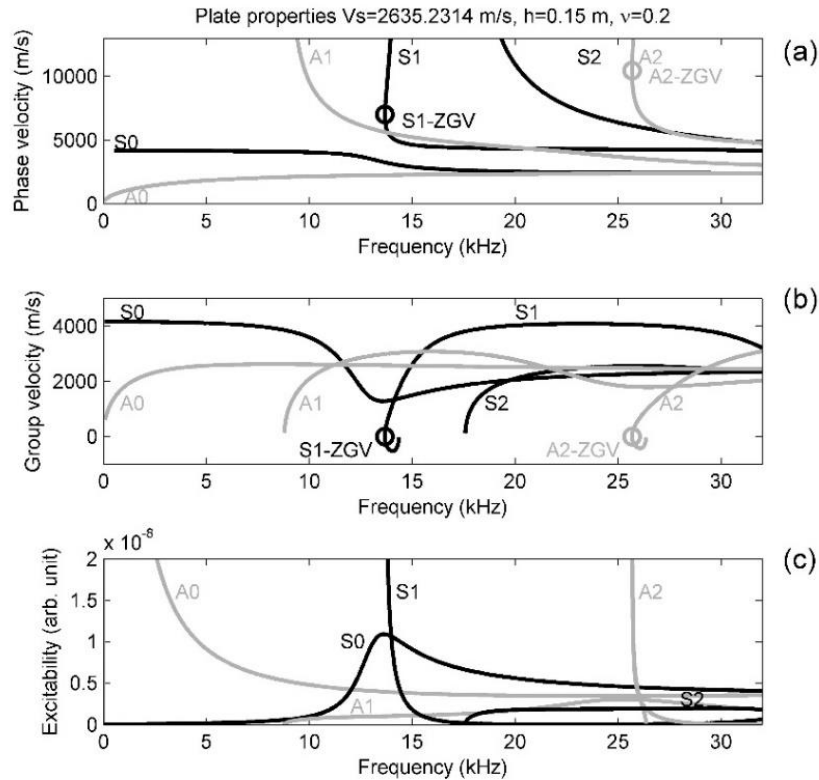 Plate properties Vs=2635.2314 m/s, h=0.15 m, ν=0.2
(a)
Phase velocity (m/s)
10000
5000
0
A1
S1
S2
A2
A2-ZGV
S1-ZGV
S0
A0
0 5 10 15 20 25 30
Frequency (kHz)
(b)
Group velocity (m/s)
4000
2000
0
S0
S1
A0
A1
S2
A2
S1-ZGV
A2-ZGV
0 5 10 15 20 25 30
Frequency (kHz)
(c)
x 10⁻⁸
Excitability (arb. unit)
2
1.5
1
0.5
0
A0
S1
A2
S0
A1
S2
0 5 10 15 20 25 30
Frequency (kHz)